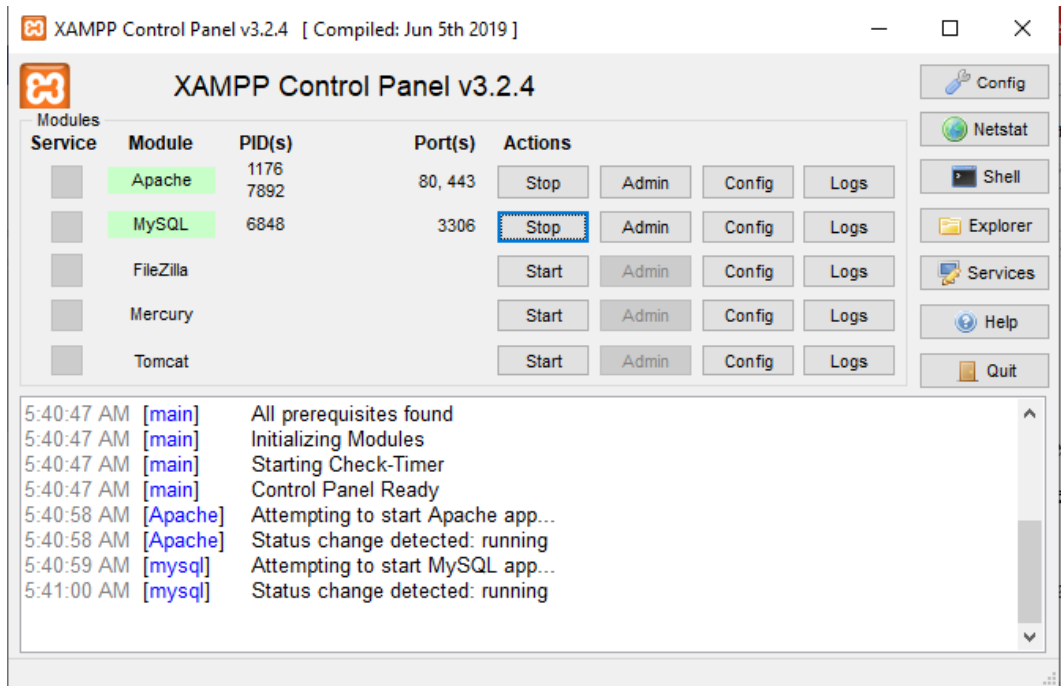 XAMPP Control Panel v3.2.4 [ Compiled: Jun 5th 2019 ]
XAMPP Control Panel v3.2.4
Config
Netstat
Shell
Explorer
Services
Help
Quit
Modules
Service Module PID(s) Port(s) Actions
Apache 1176 7892 80, 443 Stop Admin Config Logs
MySQL 6848 3306 Stop Admin Config Logs
FileZilla Start Admin Config Logs
Mercury Start Admin Config Logs
Tomcat Start Admin Config Logs
5:40:47 AM [main] All prerequisites found
5:40:47 AM [main] Initializing Modules
5:40:47 AM [main] Starting Check-Timer
5:40:47 AM [main] Control Panel Ready
5:40:58 AM [Apache] Attempting to start Apache app...
5:40:58 AM [Apache] Status change detected: running
5:40:59 AM [mysql] Attempting to start MySQL app...
5:41:00 AM [mysql] Status change detected: running